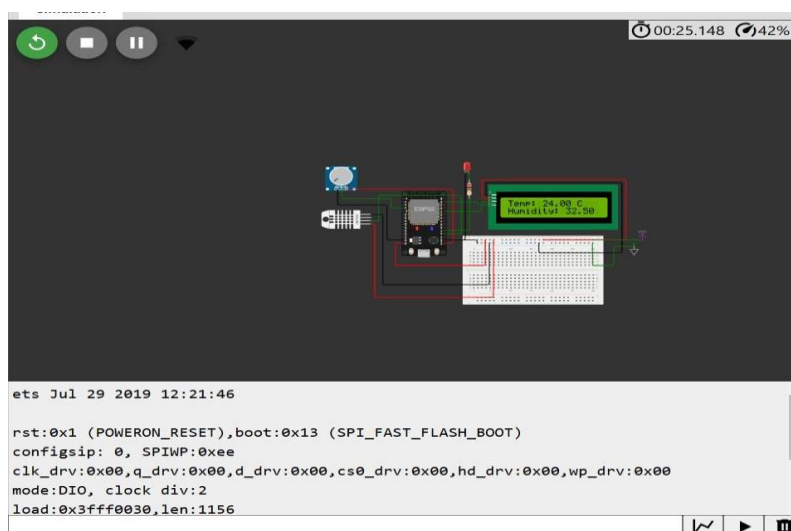 Simulation
00:25.148 42%
ESP32
Temp: 24.00 C
Humidity: 32.50
ets Jul 29 2019 12:21:46
rst:0x1 (POWERON_RESET),boot:0x13 (SPI_FAST_FLASH_BOOT)
configsip: 0, SPIWP:0xee
clk_drv:0x00,q_drv:0x00,d_drv:0x00,cs0_drv:0x00,hd_drv:0x00,wp_drv:0x00
mode:DIO, clock div:2
load:0x3fff0030,len:1156